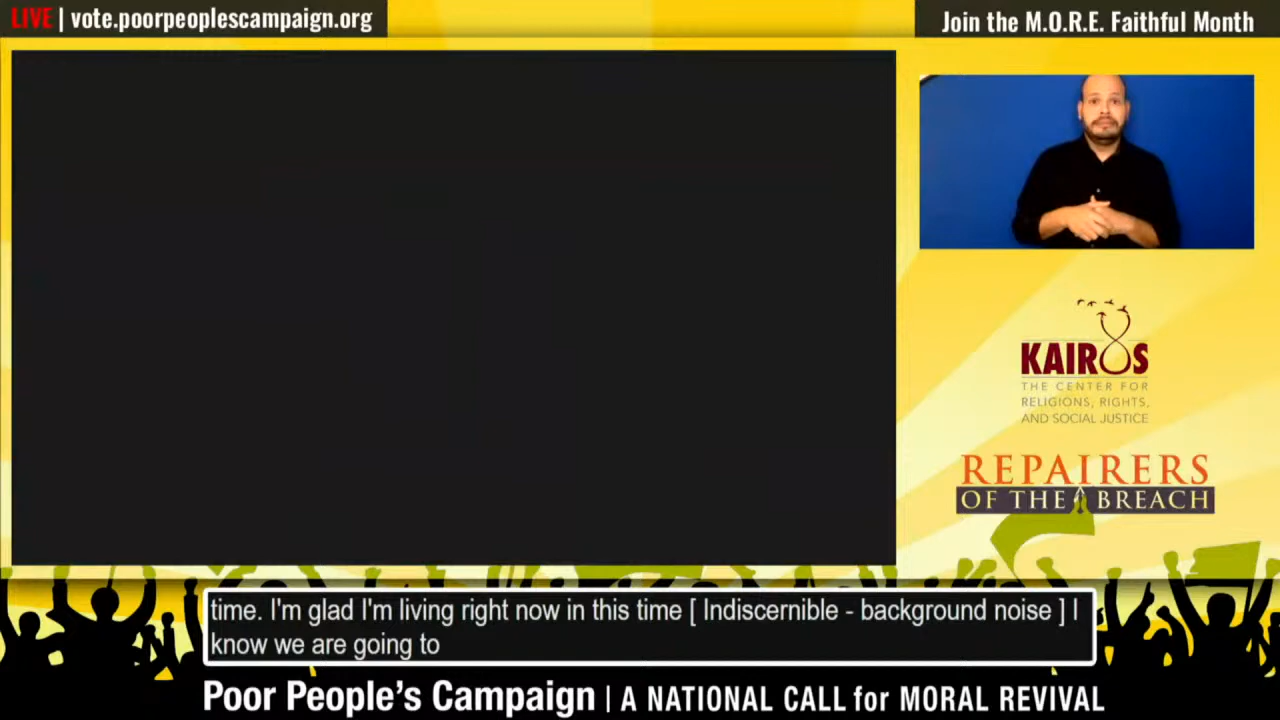 LIVE | vote.poorpeoplescampaign.org
Join the M.O.R.E. Faithful Month
KAIROS
THE CENTER FOR
RELIGIONS, RIGHTS,
AND SOCIAL JUSTICE
REPAIRERS
OF THE BREACH
time. I'm glad I'm living right now in this time [ Indiscernible - background noise ] I
know we are going to
Poor People's Campaign | A NATIONAL CALL for MORAL REVIVAL